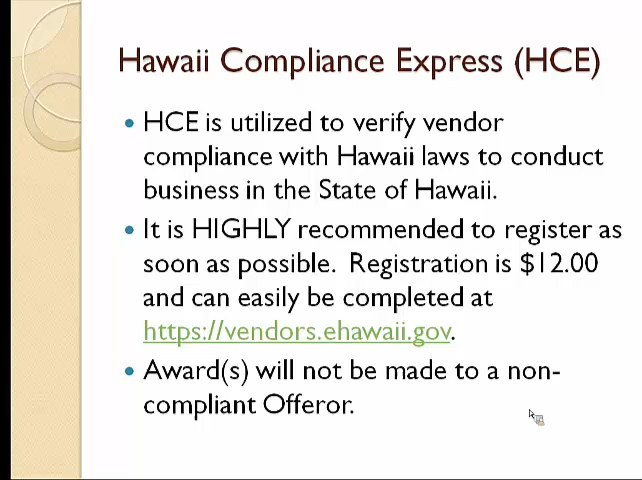 Hawaii Compliance Express (HCE)
• HCE is utilized to verify vendor
compliance with Hawaii laws to conduct
business in the State of Hawaii.
• It is HIGHLY recommended to register as
soon as possible.  Registration is $12.00
and can easily be completed at
https://vendors.ehawaii.gov.
• Award(s) will not be made to a non-
compliant Offeror.